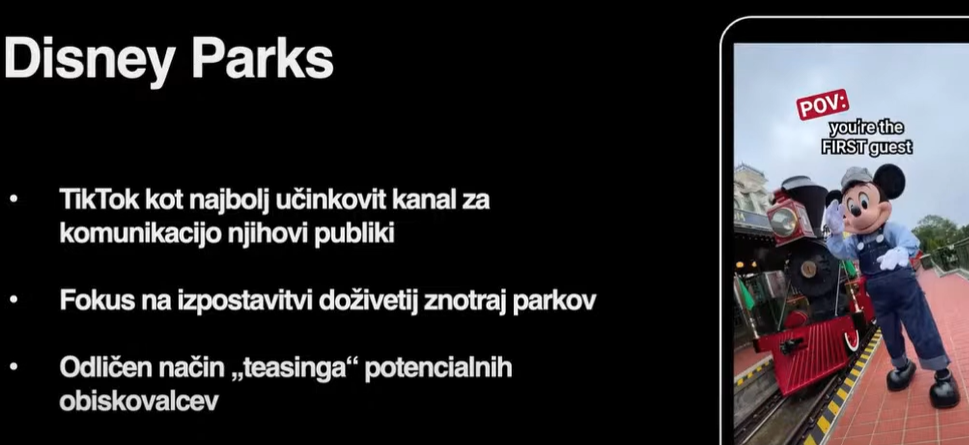 Disney Parks
• TikTok kot najbolj učinkovit kanal za
komunikacijo njihovi publiki
• Fokus na izpostavitvi doživetij znotraj parkov
• Odličen način „teasinga“ potencialnih
obiskovalcev
POV:
you're the
FIRST guest